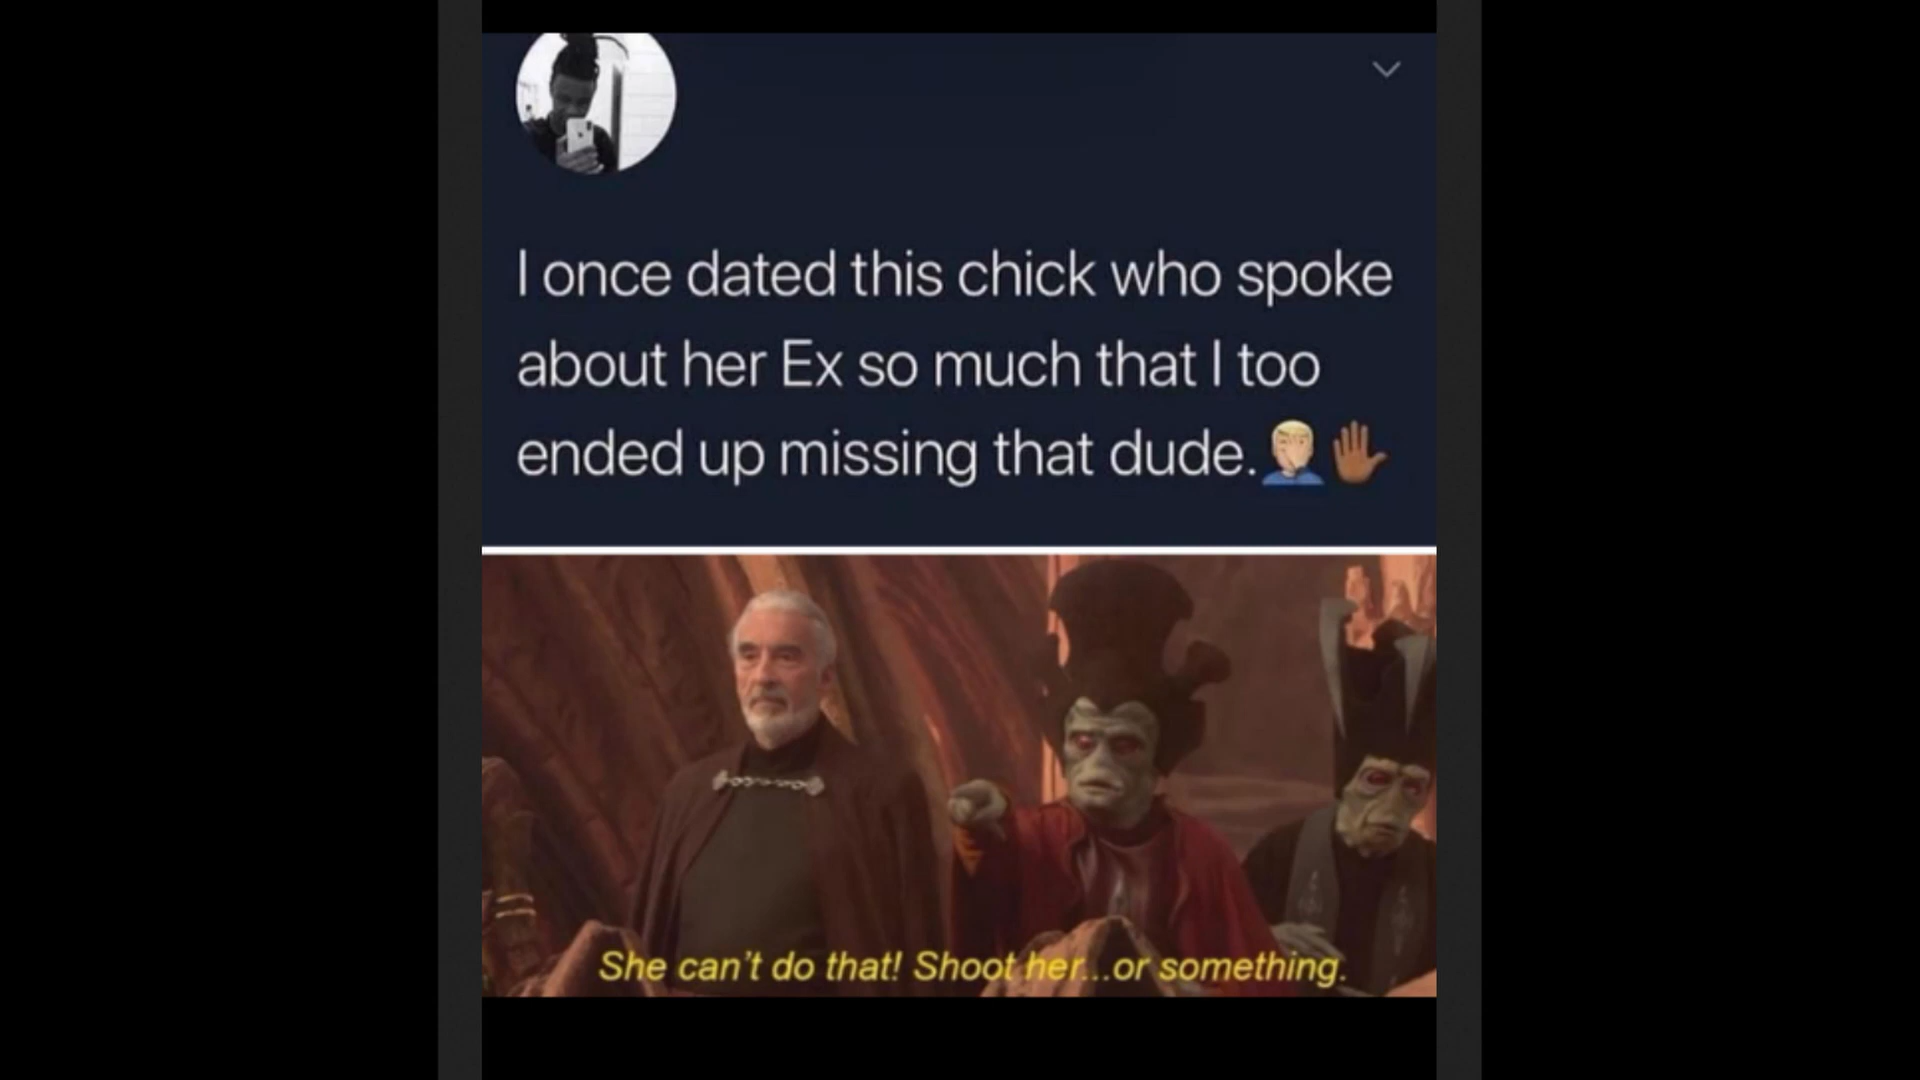 I once dated this chick who spoke
about her Ex so much that I too
ended up missing that dude.🤦🏼‍♂️🤚🏾
She can't do that! Shoot her...or something.